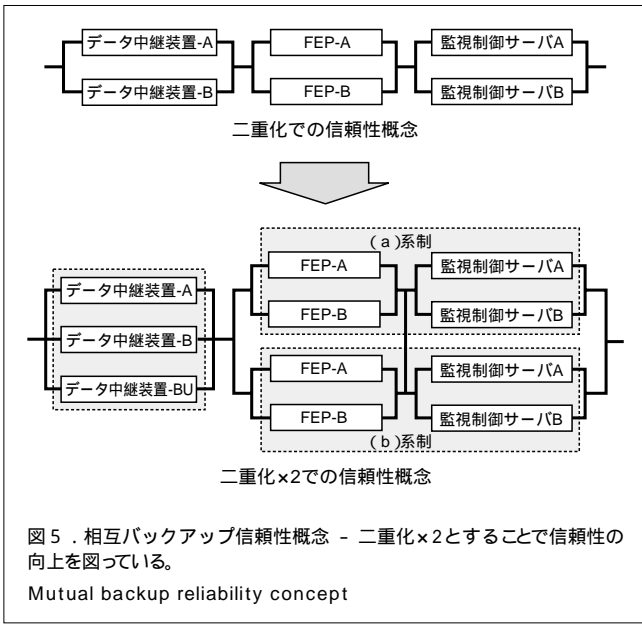 データ中継装置-A
FEP-A
監視制御サーバA
データ中継装置-B
FEP-B
監視制御サーバB
二重化での信頼性概念
(a)系制
FEP-A
監視制御サーバA
データ中継装置-A
FEP-B
監視制御サーバB
データ中継装置-B
FEP-A
監視制御サーバA
データ中継装置-BU
FEP-B
監視制御サーバB
(b)系制
二重化×2での信頼性概念
図5．相互バックアップ信頼性概念 － 二重化×2とすることで信頼性の
向上を図っている。
Mutual backup reliability concept